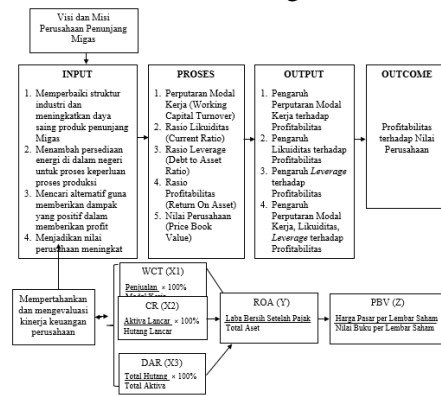 Visi dan Misi
Perusahaan Penunjang
Migas
INPUT
1. Memperbaiki struktur
industri dan
meningkatkan daya
saing produk penunjang
Migas
2. Menambah persediaan
energi di dalam negeri
untuk proses keperluan
proses produksi
3. Mencari alternatif guna
memberikan dampak
yang positif dalam
memberikan profit
4. Menjadikan nilai
perusahaan meningkat
PROSES
1. Perputaran Modal
Kerja (Working
Capital Turnover)
2. Rasio Likuiditas
(Current Ratio)
3. Rasio Leverage
(Debt to Asset
Ratio)
4. Rasio
Profitabilitas
(Return On Asset)
5. Nilai Perusahaan
(Price Book
Value)
OUTPUT
1. Pengaruh
Perputaran Modal
Kerja terhadap
Profitabilitas
2. Pengaruh
Likuiditas terhadap
Profitabilitas
3. Pengaruh Leverage
terhadap
Profitabilitas
4. Pengaruh
Perputaran Modal
Kerja, Likuiditas,
Leverage terhadap
Profitabilitas
OUTCOME
Profitabilitas
terhadap Nilai
Perusahaan
Mempertahankan
dan mengevaluasi
kinerja keuangan
perusahaan
WCT (X1)
Penjualan × 100%
CR (X2)
Aktiva Lancar × 100%
Hutang Lancar
DAR (X3)
Total Hutang × 100%
Total Aktiva
ROA (Y)
Laba Bersih Setelah Pajak
Total Aset
PBV (Z)
Harga Pasar per Lembar Saham
Nilai Buku per Lembar Saham